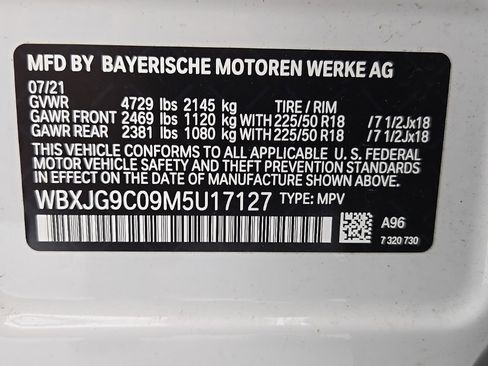 MFD BY BAYERISCHE MOTOREN WERKE AG
07/21
GVWR 4729 lbs 2145 kg TIRE / RIM
GAWR FRONT 2469 lbs 1120 kg WITH 225/50 R18 /7 1/2Jx18
GAWR REAR 2381 lbs 1080 kg WITH 225/50 R18 /7 1/2Jx18
THIS VEHICLE CONFORMS TO ALL APPLICABLE U. S. FEDERAL
MOTOR VEHICLE SAFETY AND THEFT PREVENTION STANDARDS
IN EFFECT ON THE DATE OF MANUFACTURE SHOWN ABOVE.
WBXJG9C09M5U17127 TYPE: MPV
A96
7 320 730